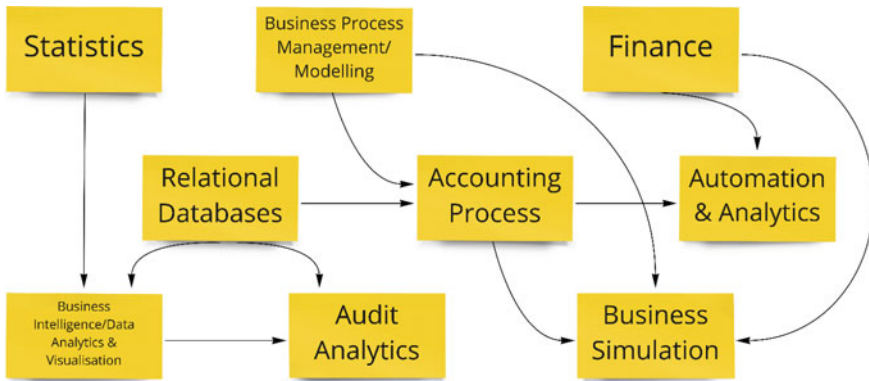 Statistics
Business Process
Management/
Modelling
Finance
Relational
Databases
Accounting
Process
Automation
& Analytics
Business
Intelligence/Data
Analytics &
Visualisation
Audit
Analytics
Business
Simulation